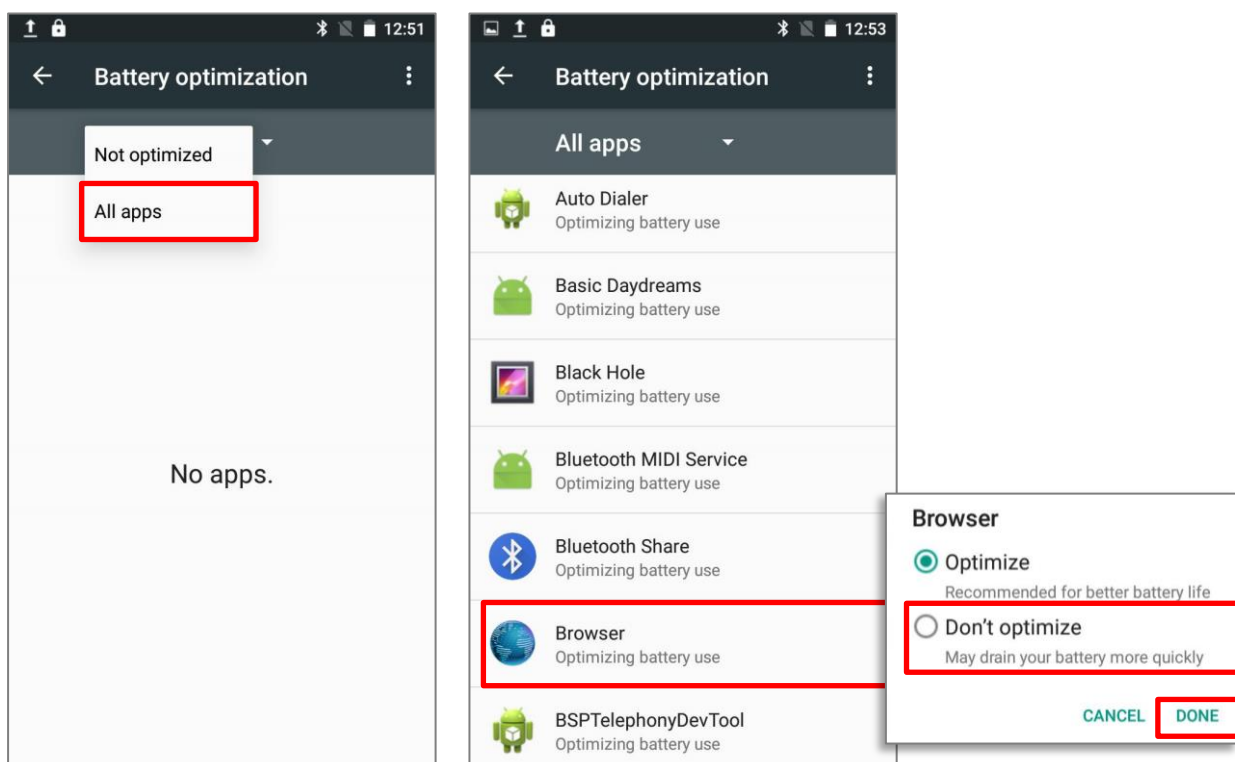 12:51
Battery optimization
Not optimized
All apps
No apps.
12:53
Battery optimization
All apps
Auto Dialer
Optimizing battery use
Basic Daydreams
Optimizing battery use
Black Hole
Optimizing battery use
Bluetooth MIDI Service
Optimizing battery use
Bluetooth Share
Optimizing battery use
Browser
Optimizing battery use
BSPTelephonyDevTool
Optimizing battery use
Browser
Optimize
Recommended for better battery life
Don't optimize
May drain your battery more quickly
CANCEL DONE